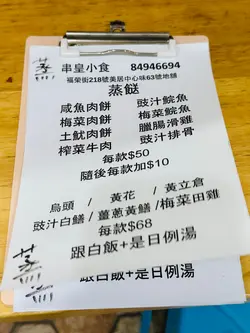 串皇小食 84946694
福榮街218號美居中心味63號地舖
蒸餸
咸魚肉餅 豉汁鯇魚
梅菜肉餅 梅菜鯇魚
土魷肉餅 臘腸滑雞
榨菜牛肉 豉汁排骨
每款$50
隨後每款加$10
烏頭 / 黃花 / 黃立倉
豉汁白鱔 / 薑蔥黃鱔 / 梅菜田雞
每款$68
跟白飯+是日例湯
跟白飯+是日例湯